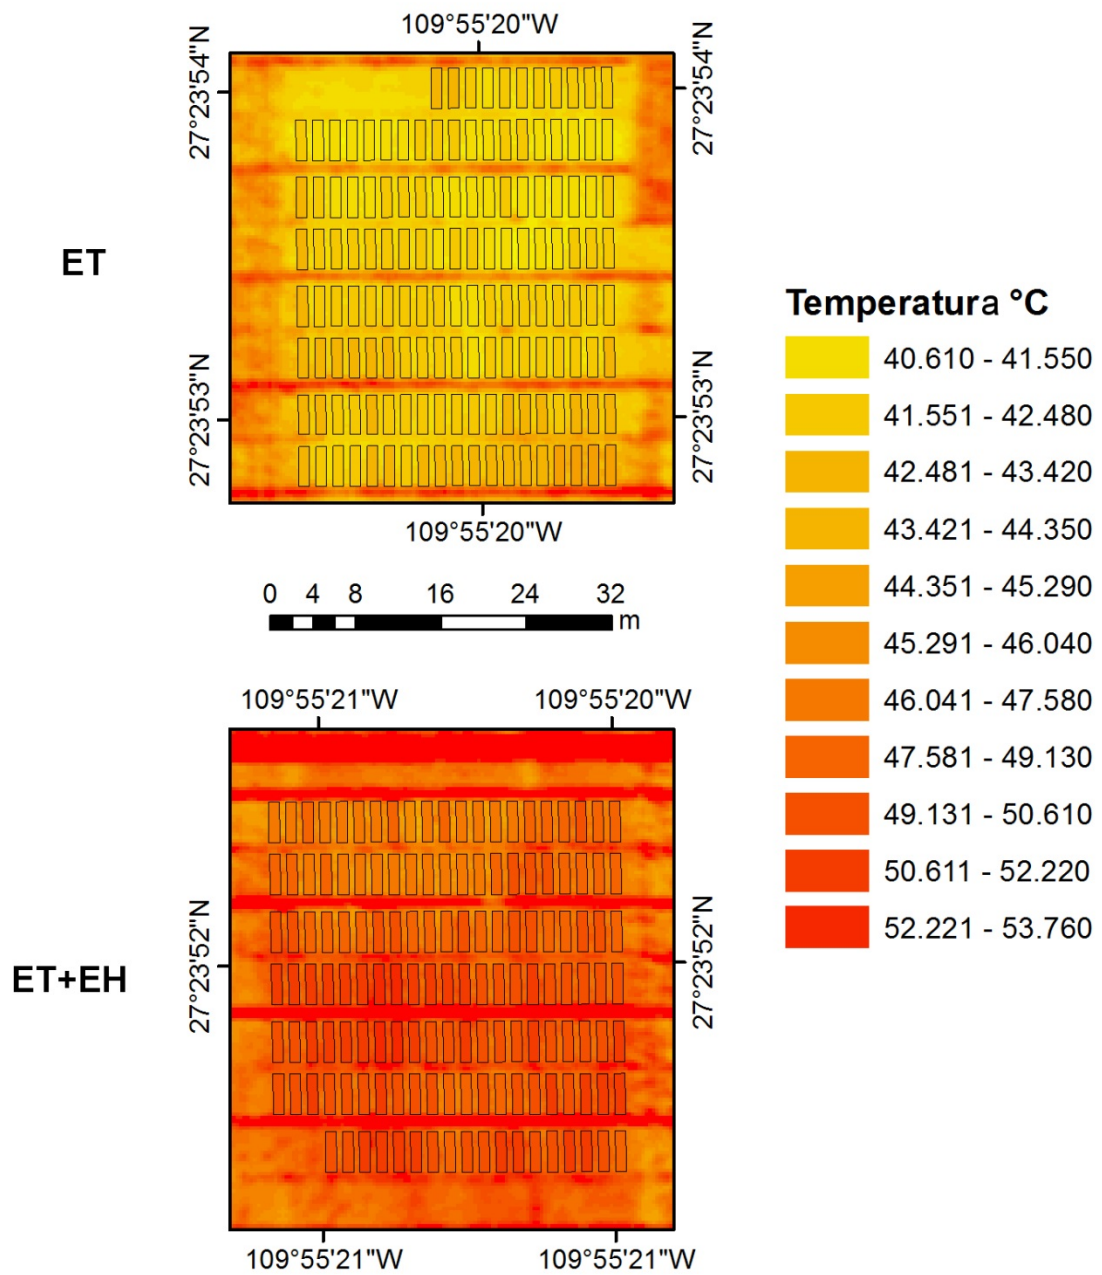 109°55'20"W
27°23'54"N
27°23'54"N
ET
27°23'53"N
27°23'53"N
109°55'20"W
0 4 8 16 24 32
m
109°55'21"W 109°55'20"W
ET+EH
27°23'52"N
27°23'52"N
109°55'21"W 109°55'21"W
Temperatura °C
40.610 - 41.550
41.551 - 42.480
42.481 - 43.420
43.421 - 44.350
44.351 - 45.290
45.291 - 46.040
46.041 - 47.580
47.581 - 49.130
49.131 - 50.610
50.611 - 52.220
52.221 - 53.760